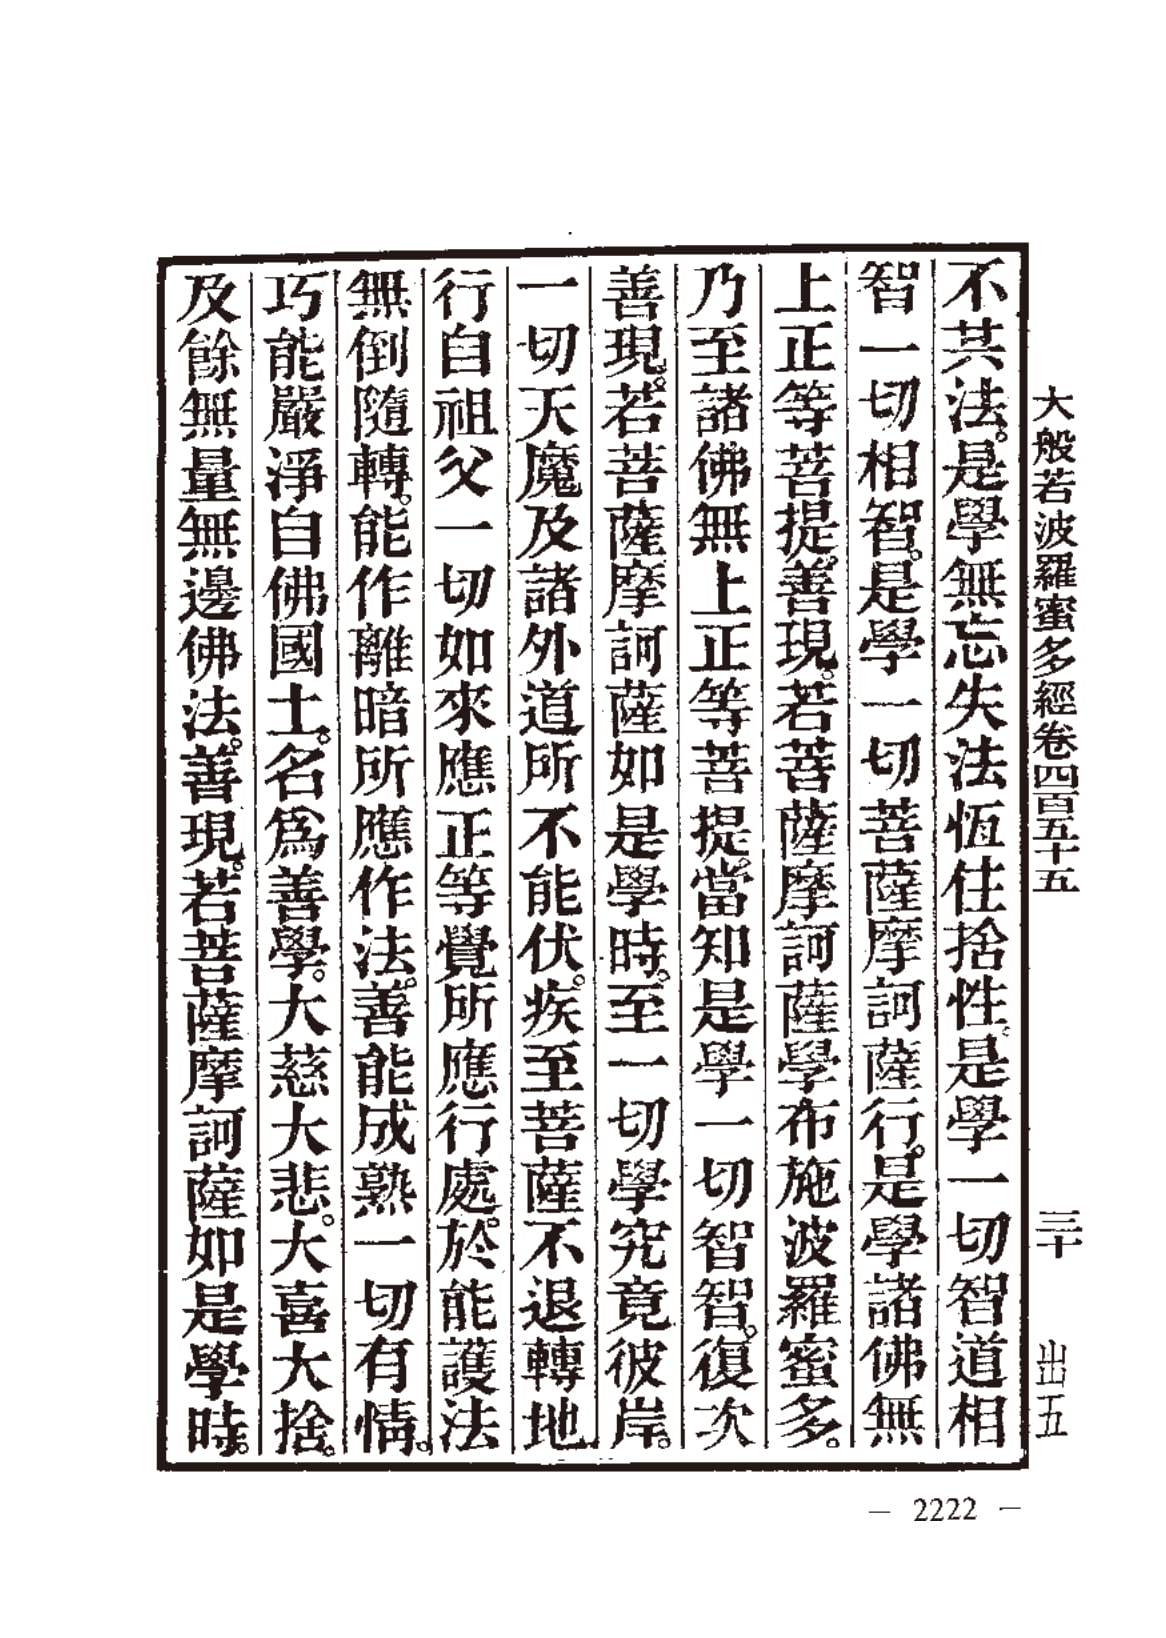 大般若波羅蜜多經卷四百五十五　三十　出五
不共法。是學無忘失法恆住捨性。是學一切智道相
智一切相智。是學一切菩薩摩訶薩行。是學諸佛無
上正等菩提。善現。若菩薩摩訶薩學布施波羅蜜多。
乃至諸佛無上正等菩提。當知是學一切智智。復次
善現。若菩薩摩訶薩如是學時。至一切學究竟彼岸。
一切天魔及諸外道所不能伏。疾至菩薩不退轉地
行自祖父一切如來應正等覺所應行處。於能護法
無倒隨轉。能作離暗所應作法。善能成熟一切有情。
巧能嚴淨自佛國土。名爲善學。大慈大悲。大喜大捨。
及餘無量無邊佛法。善現。若菩薩摩訶薩如是學時。
— 2222 —